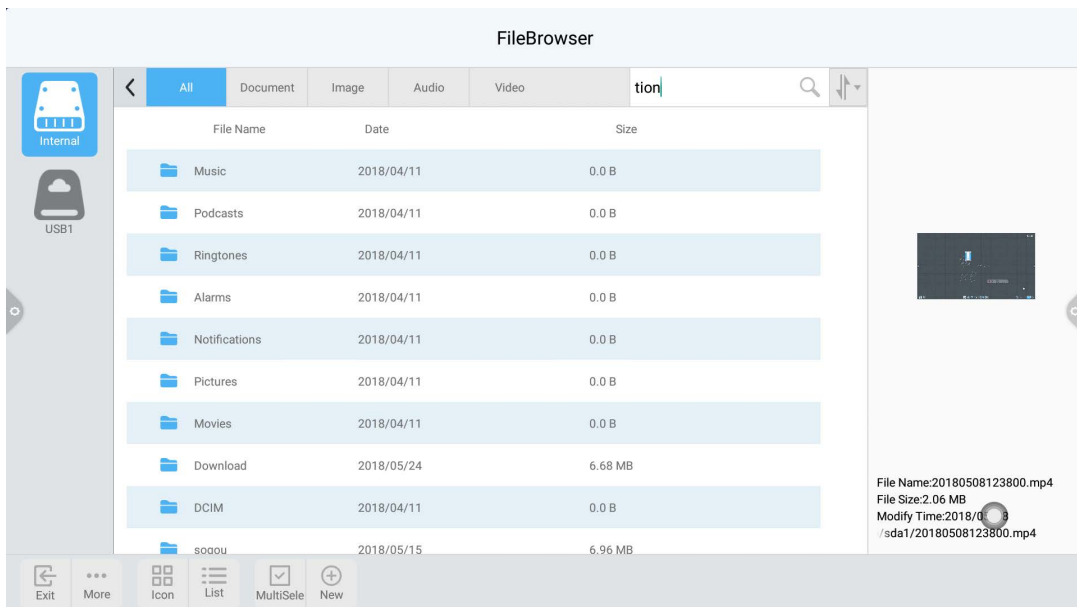 FileBrowser
All Document Image Audio Video tion
Internal
USB1
File Name Date Size
Music 2018/04/11 0.0 B
Podcasts 2018/04/11 0.0 B
Ringtones 2018/04/11 0.0 B
Alarms 2018/04/11 0.0 B
Notifications 2018/04/11 0.0 B
Pictures 2018/04/11 0.0 B
Movies 2018/04/11 0.0 B
Download 2018/05/24 6.68 MB
DCIM 2018/04/11 0.0 B
sogou 2018/05/15 6.96 MB
File Name:20180508123800.mp4
File Size:2.06 MB
Modify Time:2018/0
/sda1/20180508123800.mp4
Exit More Icon List MultiSele New